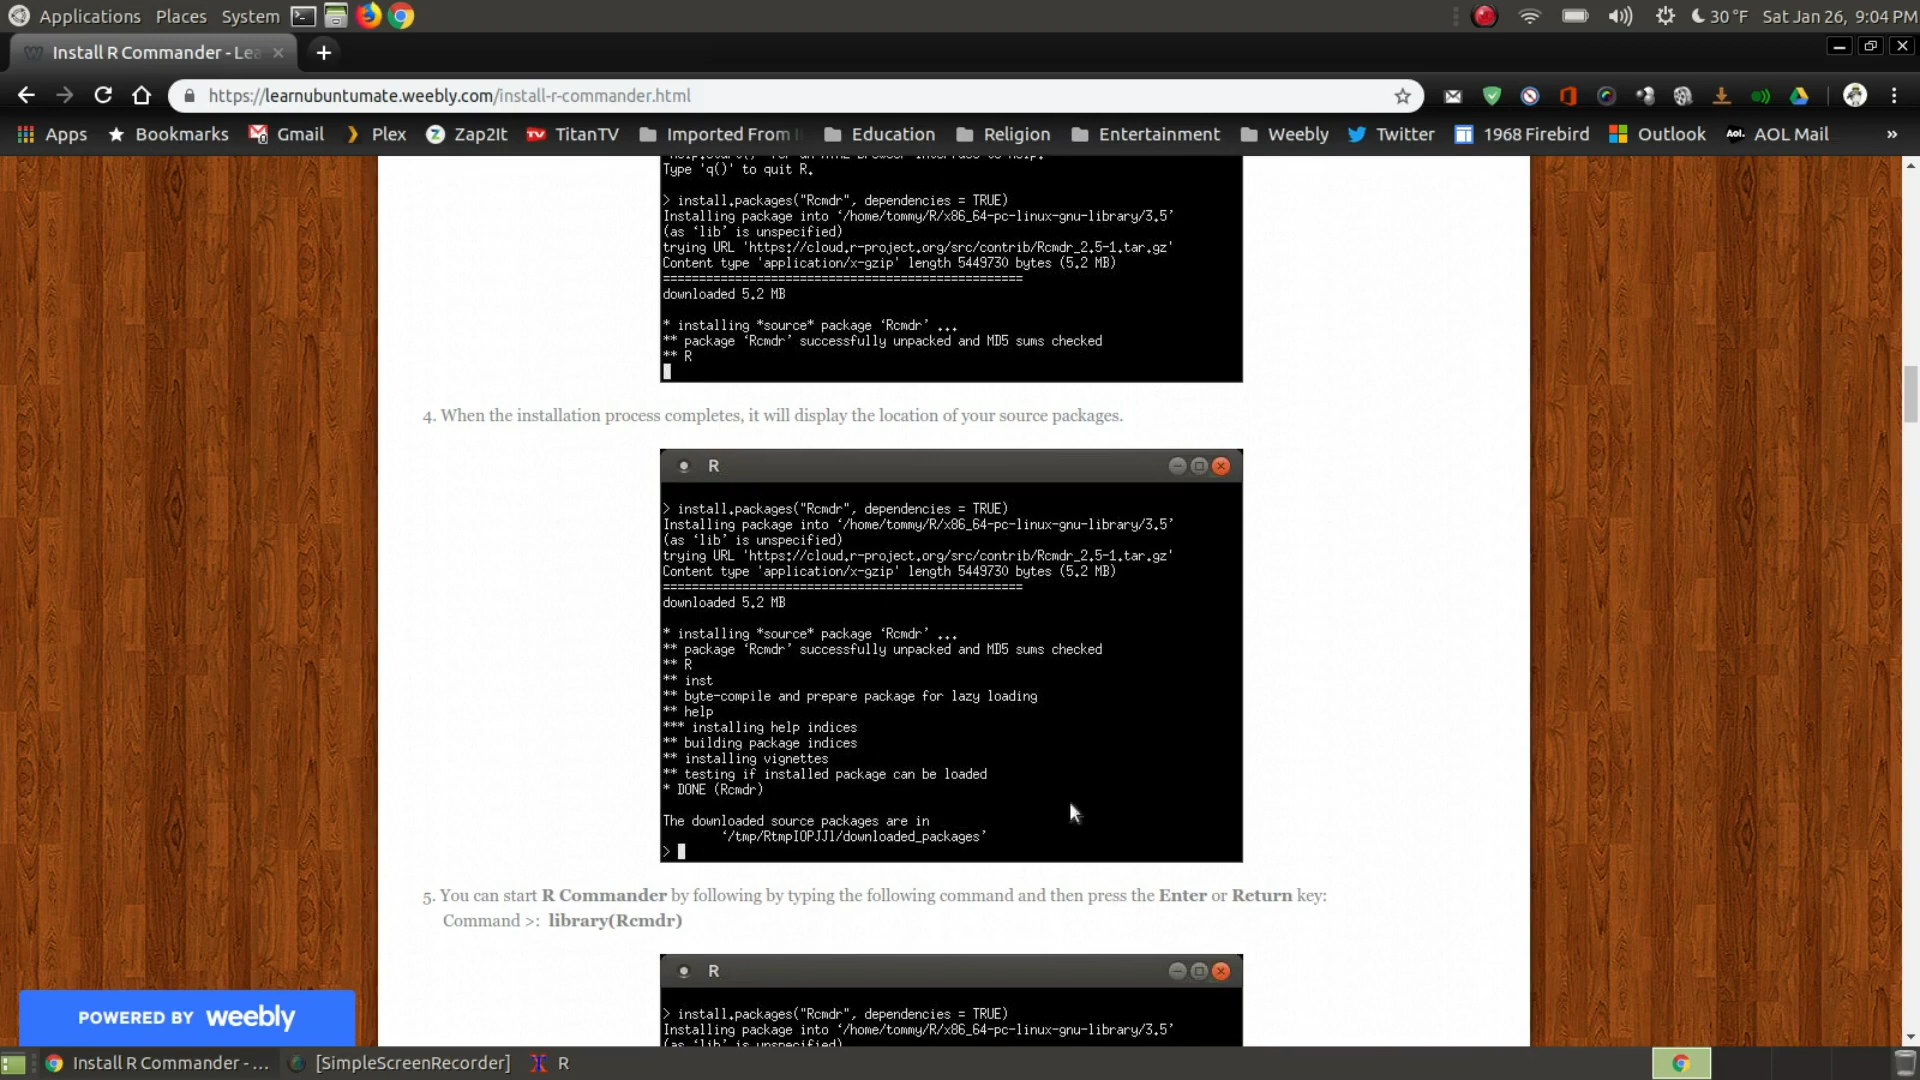 Applications Places System 30 °F Sat Jan 26, 9:04 PM
Install R Commander - Lea
https://learnubuntumate.weebly.com/install-r-commander.html
Apps Bookmarks Gmail Plex Zap2It TitanTV Imported From Education Religion Entertainment Weebly Twitter 1968 Firebird Outlook Aol. AOL Mail »
Type 'q()' to quit R.
> install.packages("Rcmdr", dependencies = TRUE)
Installing package into ‘/home/tommy/R/x86_64-pc-linux-gnu-library/3.5’
(as ‘lib’ is unspecified)
trying URL 'https://cloud.r-project.org/src/contrib/Rcmdr_2.5-1.tar.gz'
Content type 'application/x-gzip' length 5449730 bytes (5.2 MB)
==================================================
downloaded 5.2 MB
* installing *source* package ‘Rcmdr’ ...
** package ‘Rcmdr’ successfully unpacked and MD5 sums checked
** R
4. When the installation process completes, it will display the location of your source packages.
R
> install.packages("Rcmdr", dependencies = TRUE)
Installing package into ‘/home/tommy/R/x86_64-pc-linux-gnu-library/3.5’
(as ‘lib’ is unspecified)
trying URL 'https://cloud.r-project.org/src/contrib/Rcmdr_2.5-1.tar.gz'
Content type 'application/x-gzip' length 5449730 bytes (5.2 MB)
==================================================
downloaded 5.2 MB
* installing *source* package ‘Rcmdr’ ...
** package ‘Rcmdr’ successfully unpacked and MD5 sums checked
** R
** inst
** byte-compile and prepare package for lazy loading
** help
*** installing help indices
** building package indices
** installing vignettes
** testing if installed package can be loaded
* DONE (Rcmdr)
The downloaded source packages are in
‘/tmp/RtmpIOPJJl/downloaded_packages’
>
5. You can start R Commander by following by typing the following command and then press the Enter or Return key:
Command >: library(Rcmdr)
R
> install.packages("Rcmdr", dependencies = TRUE)
Installing package into ‘/home/tommy/R/x86_64-pc-linux-gnu-library/3.5’
(as ‘lib’ is unspecified)
POWERED BY weebly
Install R Commander - ... [SimpleScreenRecorder] R